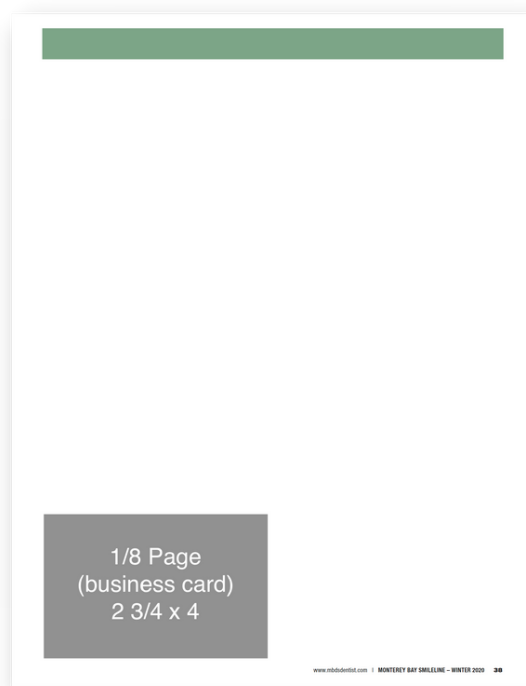 1/8 Page
(business card)
2 3/4 x 4
www.mbdsdentist.com | MONTEREY BAY SMILELINE – WINTER 2020 38